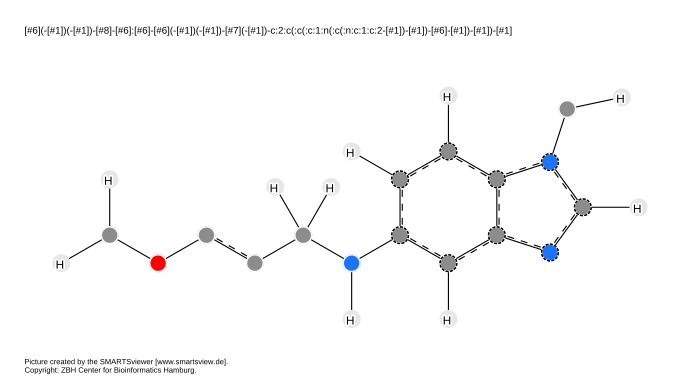 [#6](-[#1])(-[#1])-[#8]-[#6]:[#6]-[#6](-[#1])(-[#1])-[#7](-[#1])-c:2:c(:c(:c:1:n(:c(:n:c:1:c:2-[#1])-[#1])-[#6]-[#1])-[#1])-[#1]
H
H
H
H
H
H
H
H
H
H
H
Picture created by the SMARTSviewer [www.smartsview.de].
Copyright: ZBH Center for Bioinformatics Hamburg.